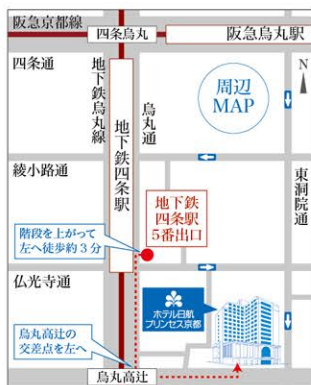 阪急京都線
四条烏丸
阪急烏丸駅
四条通
地下鉄烏丸線
地下鉄四条駅
烏丸通
周辺
MAP
N
綾小路通
東洞院通
階段を上がって
左へ徒歩約3分
地下鉄
四条駅
5番出口
仏光寺通
ホテル日航
プリンセス京都
烏丸高辻の
交差点を左へ
烏丸高辻